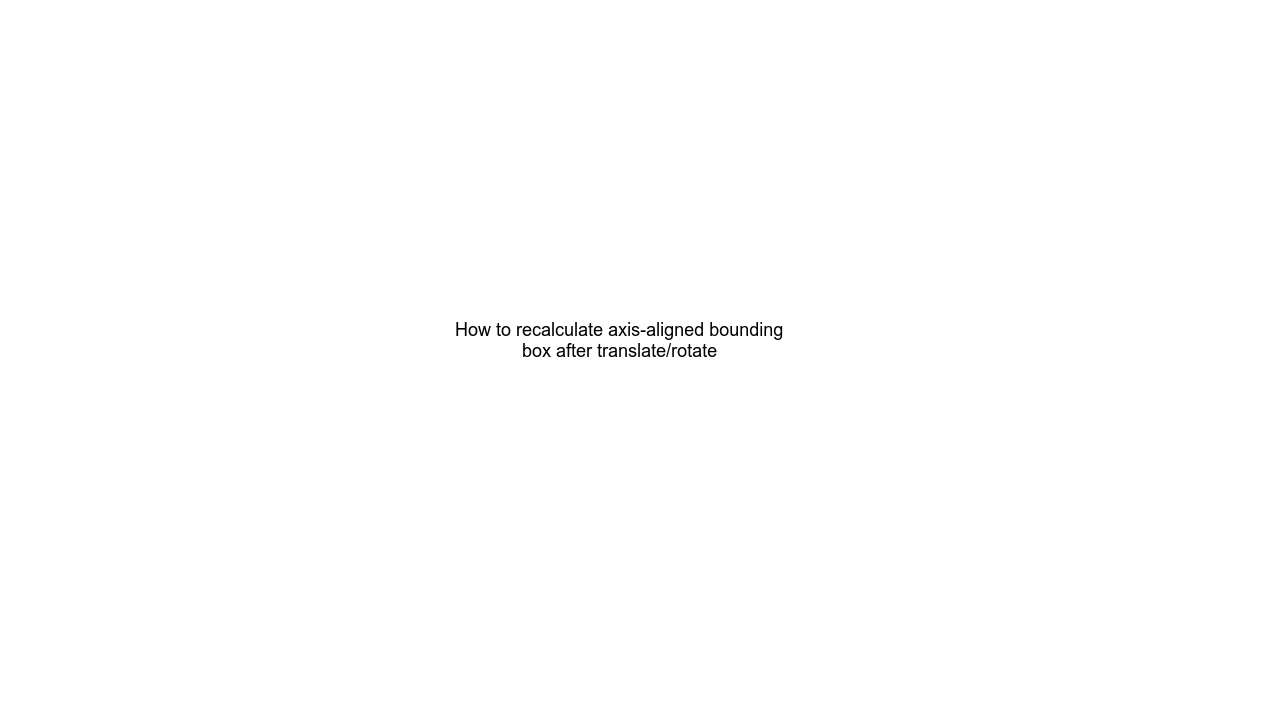 How to recalculate axis-aligned bounding
box after translate/rotate